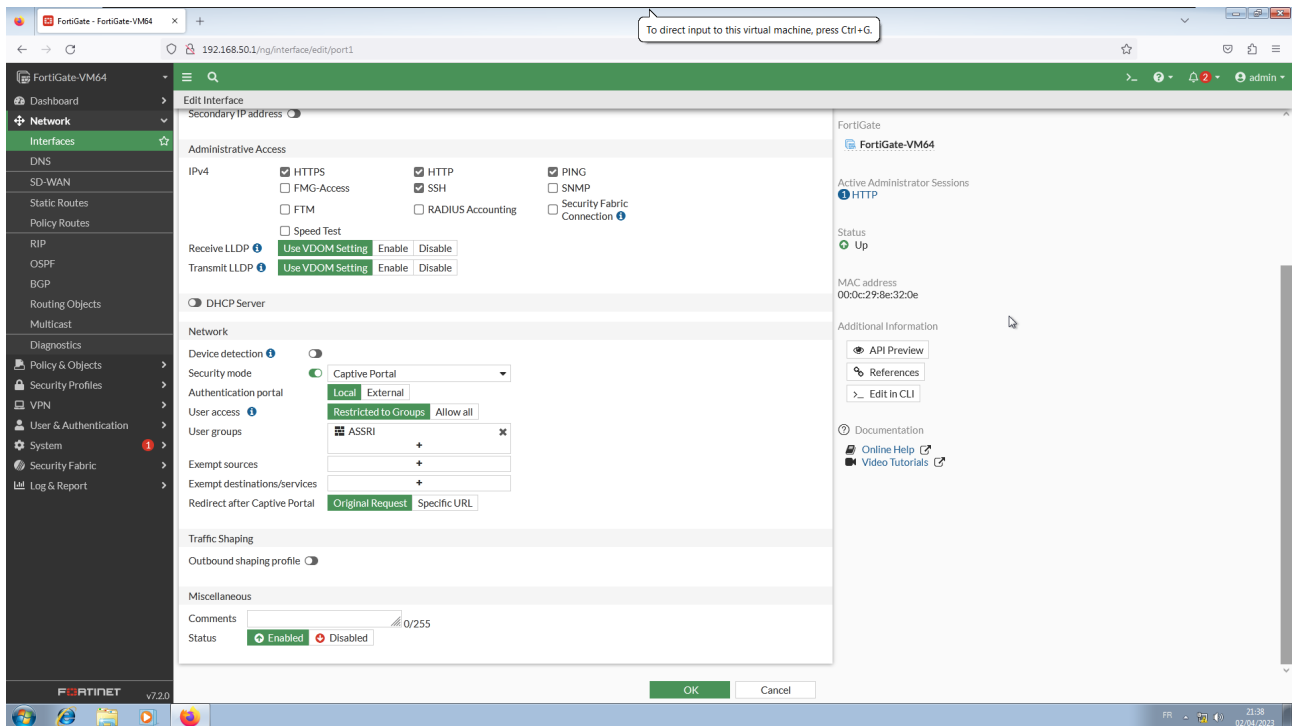 FortiGate - FortiGate-VM64
To direct input to this virtual machine, press Ctrl+G.
192.168.50.1/ng/interface/edit/port1
FortiGate-VM64
>_
2
admin
Dashboard
Network
Interfaces
DNS
SD-WAN
Static Routes
Policy Routes
RIP
OSPF
BGP
Routing Objects
Multicast
Diagnostics
Policy & Objects
Security Profiles
VPN
User & Authentication
System 1
Security Fabric
Log & Report
FORTINET v7.2.0
Edit Interface
Secondary IP address
Administrative Access
IPv4 HTTPS HTTP PING
FMG-Access SSH SNMP
FTM RADIUS Accounting Security Fabric Connection
Speed Test
Receive LLDP Use VDOM Setting Enable Disable
Transmit LLDP Use VDOM Setting Enable Disable
DHCP Server
Network
Device detection
Security mode Captive Portal
Authentication portal Local External
User access Restricted to Groups Allow all
User groups ASSRI
+
Exempt sources +
Exempt destinations/services +
Redirect after Captive Portal Original Request Specific URL
Traffic Shaping
Outbound shaping profile
Miscellaneous
Comments 0/255
Status Enabled Disabled
OK Cancel
FortiGate
FortiGate-VM64
Active Administrator Sessions
1 HTTP
Status
Up
MAC address
00:0c:29:8e:32:0e
Additional Information
API Preview
References
>_ Edit in CLI
Documentation
Online Help
Video Tutorials
FR 21:38
02/04/2023